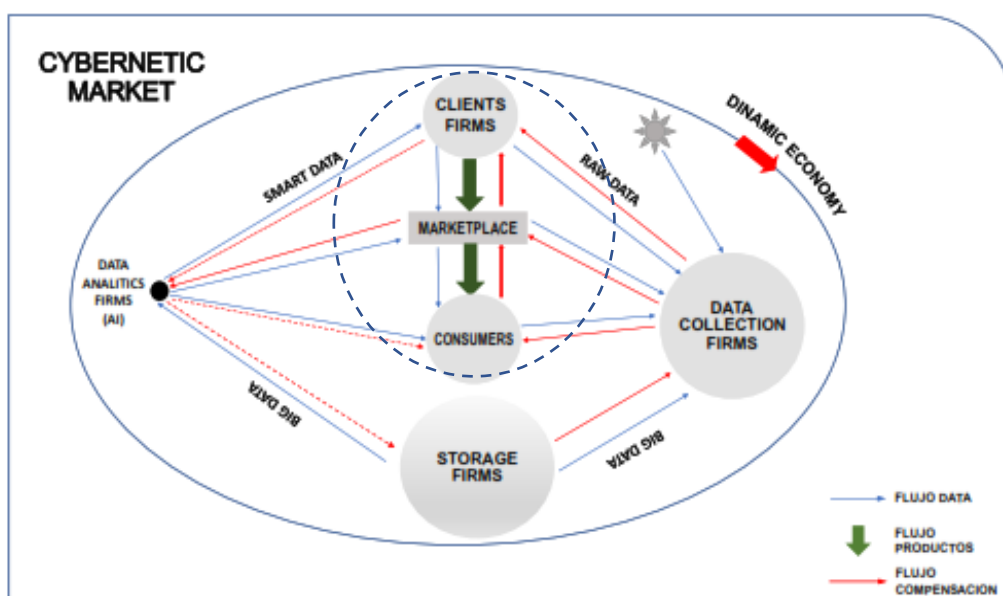 CYBERNETIC
MARKET
CLIENTS
FIRMS
DINAMIC ECONOMY
SMART DATA
RAW DATA
MARKETPLACE
DATA
ANALITICS
FIRMS
(AI)
CONSUMERS
DATA
COLLECTION
FIRMS
BIG DATA
STORAGE
FIRMS
BIG DATA
FLUJO DATA
FLUJO
PRODUCTOS
FLUJO
COMPENSACION